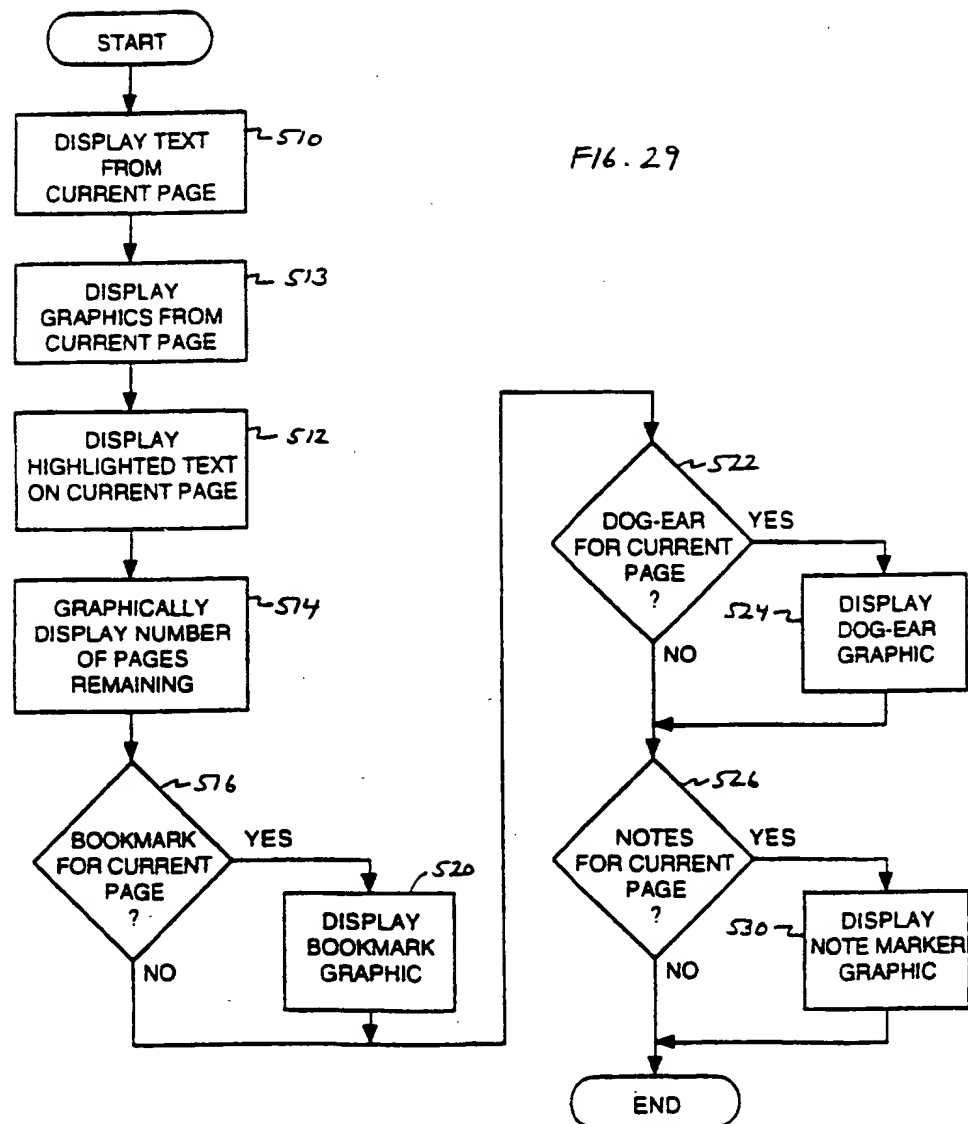 START
DISPLAY TEXT
FROM
CURRENT PAGE
510
FIG. 29
DISPLAY
GRAPHICS FROM
CURRENT PAGE
513
DISPLAY
HIGHLIGHTED TEXT
ON CURRENT PAGE
512
GRAPHICALLY
DISPLAY NUMBER
OF PAGES
REMAINING
514
BOOKMARK
FOR CURRENT
PAGE
?
516
YES
NO
DISPLAY
BOOKMARK
GRAPHIC
520
DOG-EAR
FOR CURRENT
PAGE
?
522
YES
NO
DISPLAY
DOG-EAR
GRAPHIC
524
NOTES
FOR CURRENT
PAGE
?
526
YES
NO
DISPLAY
NOTE MARKER
GRAPHIC
530
END